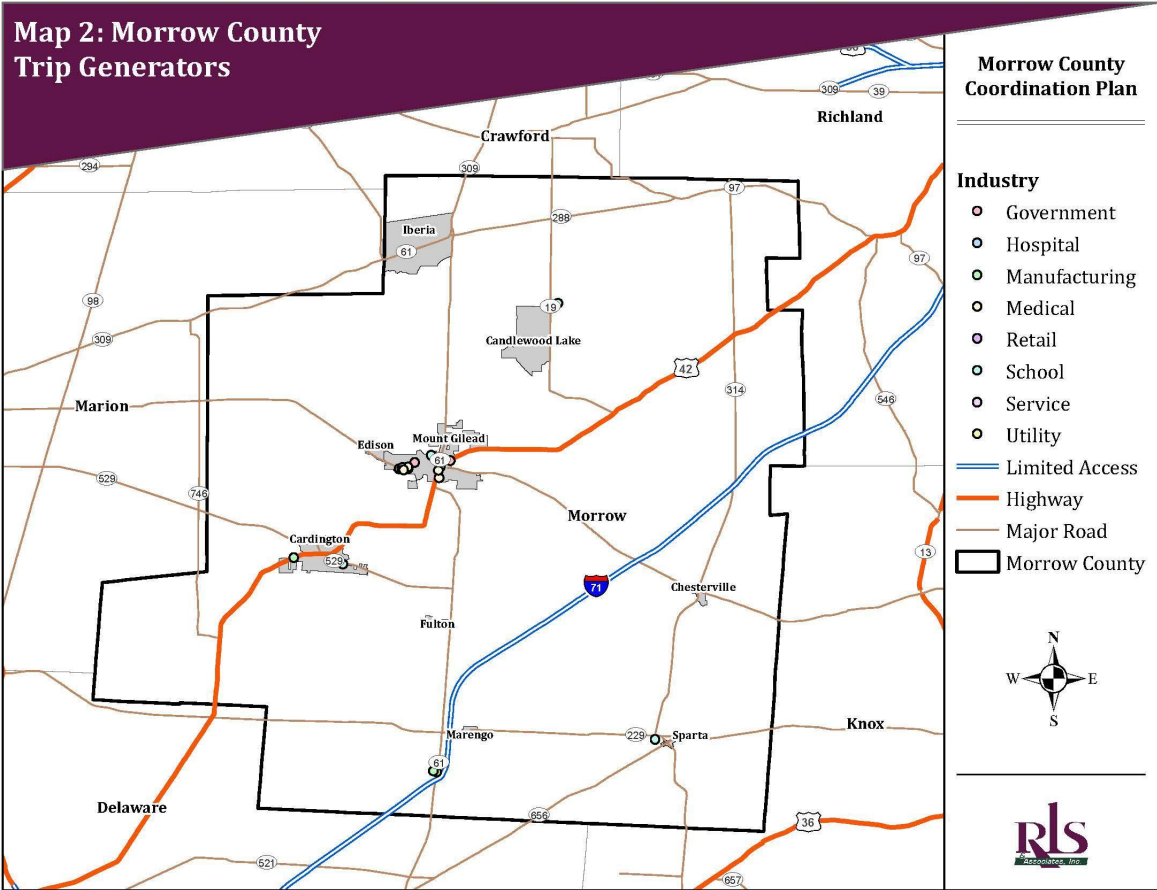 Map 2: Morrow County
Trip Generators
Morrow County
Coordination Plan
Industry
Government
Hospital
Manufacturing
Medical
Retail
School
Service
Utility
Limited Access
Highway
Major Road
Morrow County
N
W
E
S
RLS
& Associates, Inc.
309
39
Richland
Crawford
294
309
97
288
Iberia
61
97
98
19
309
Candlewood Lake
42
314
546
Marion
Edison
Mount Gilead
61
529
746
Morrow
Cardington
529
13
71
Chesterville
Fulton
Knox
Marengo
229
Sparta
61
Delaware
656
36
521
657